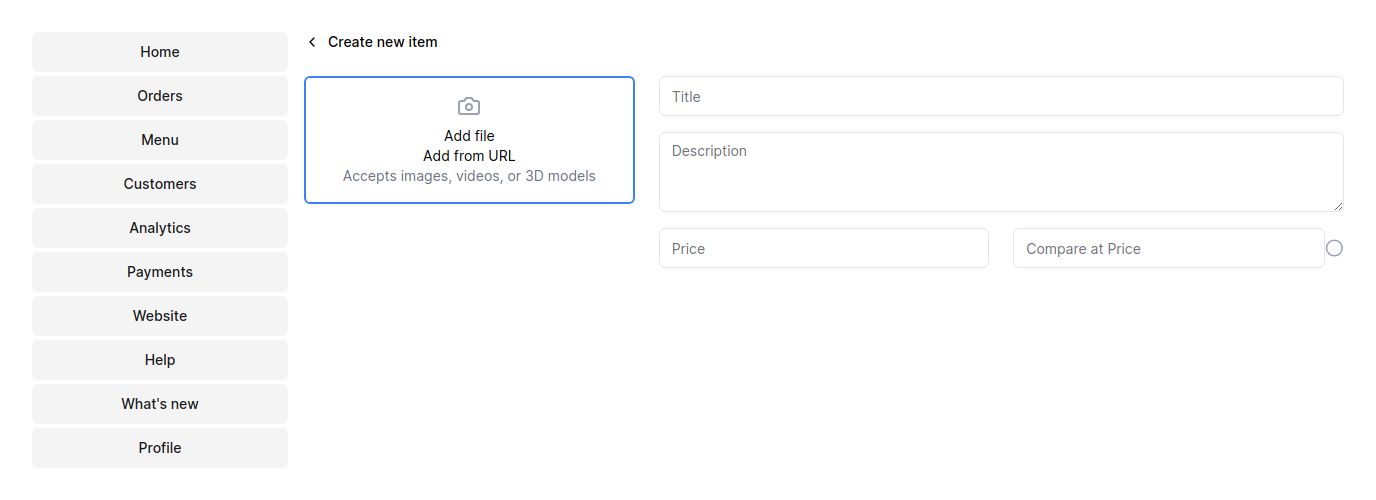 Home
Orders
Menu
Customers
Analytics
Payments
Website
Help
What's new
Profile
Create new item
Add file
Add from URL
Accepts images, videos, or 3D models
Title
Description
Price
Compare at Price